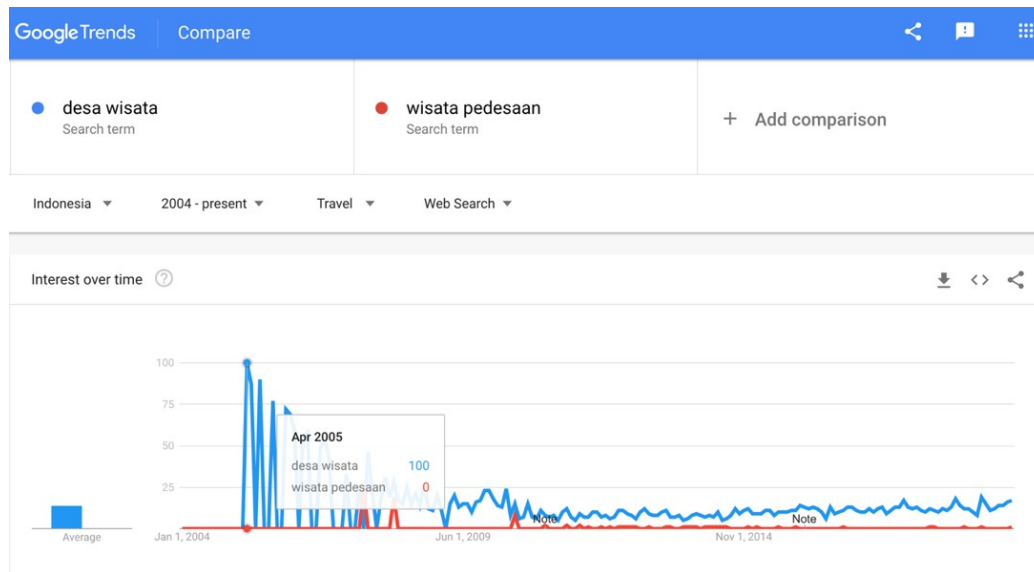 GoogleTrends Compare
desa wisata
Search term
wisata pedesaan
Search term
+ Add comparison
Indonesia 2004 - present Travel Web Search
Interest over time
100
75
50
25
Apr 2005
desa wisata 100
wisata pedesaan 0
Note
Note
Average
Jan 1, 2004
Jun 1, 2009
Nov 1, 2014